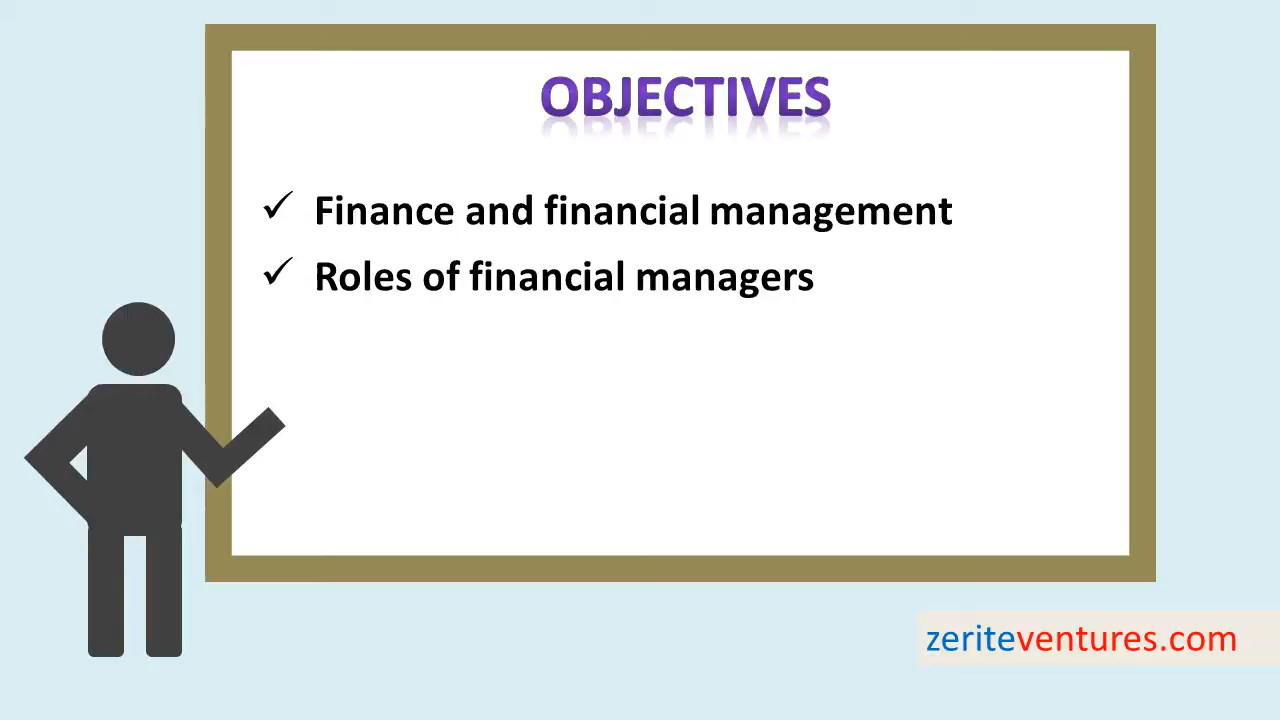 OBJECTIVES
✓ Finance and financial management
✓ Roles of financial managers
zeriteventures.com